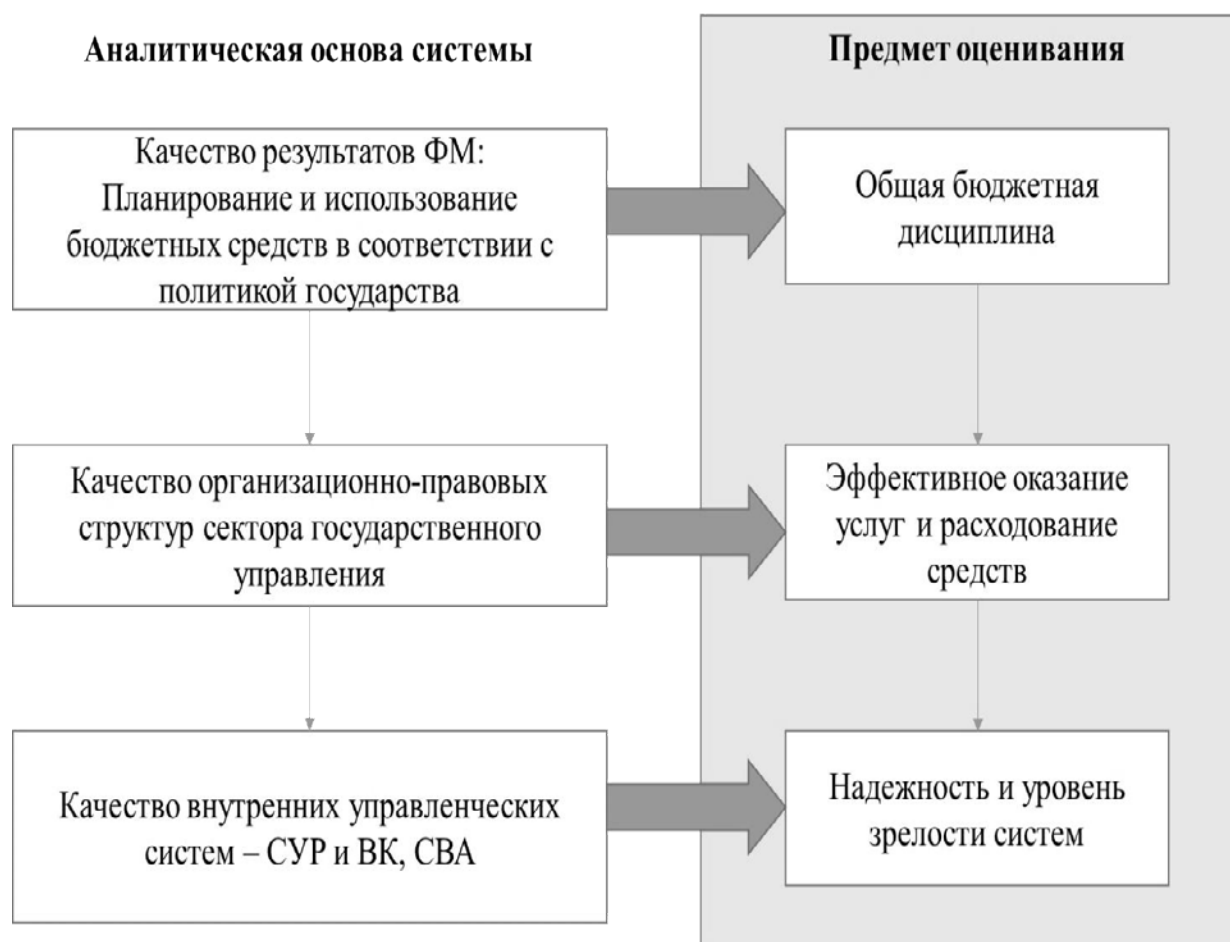 Аналитическая основа системы
Предмет оценивания
Качество результатов ФМ:
Планирование и использование
бюджетных средств в соответствии с
политикой государства
Общая бюджетная
дисциплина
Качество организационно-правовых
структур сектора государственного
управления
Эффективное оказание
услуг и расходование
средств
Качество внутренних управленческих
систем – СУР и ВК, СВА
Надежность и уровень
зрелости систем